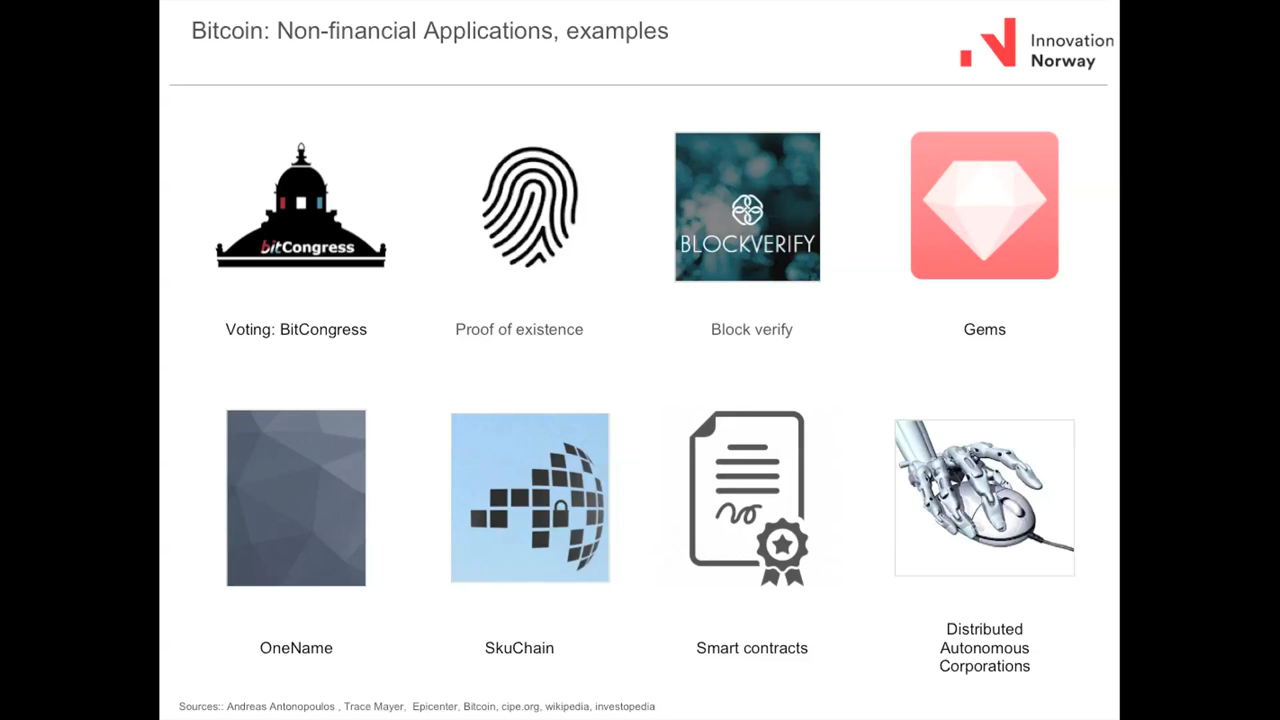 Bitcoin: Non-financial Applications, examples
Innovation
Norway
bitCongress
BLOCKVERIFY
Voting: BitCongress
Proof of existence
Block verify
Gems
OneName
SkuChain
Smart contracts
Distributed
Autonomous
Corporations
Sources:: Andreas Antonopoulos , Trace Mayer, Epicenter, Bitcoin, cipe.org, wikipedia, investopedia